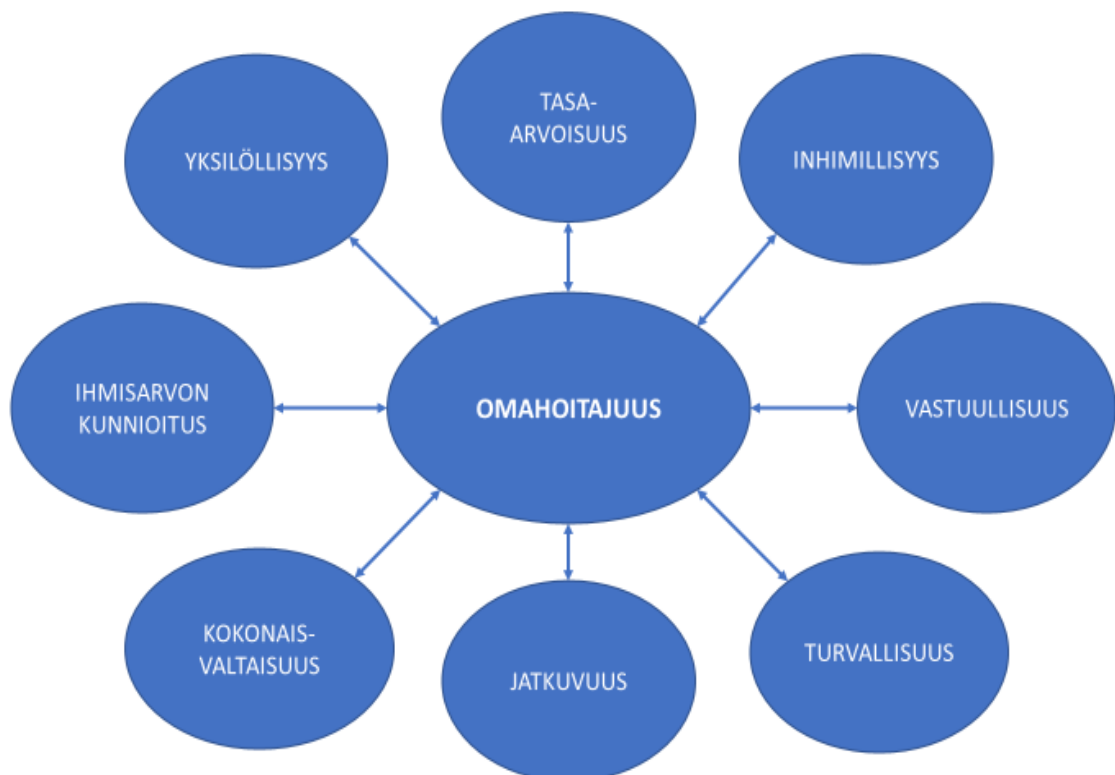 TASA-
ARVOISUUS
YKSILÖLLISYYS
INHIMILLISYYS
IHMISARVON
KUNNIOITUS
OMAHOITAJUUS
VASTUULLISUUS
KOKONAIS-
VALTAISUUS
JATKUVUUS
TURVALLISUUS